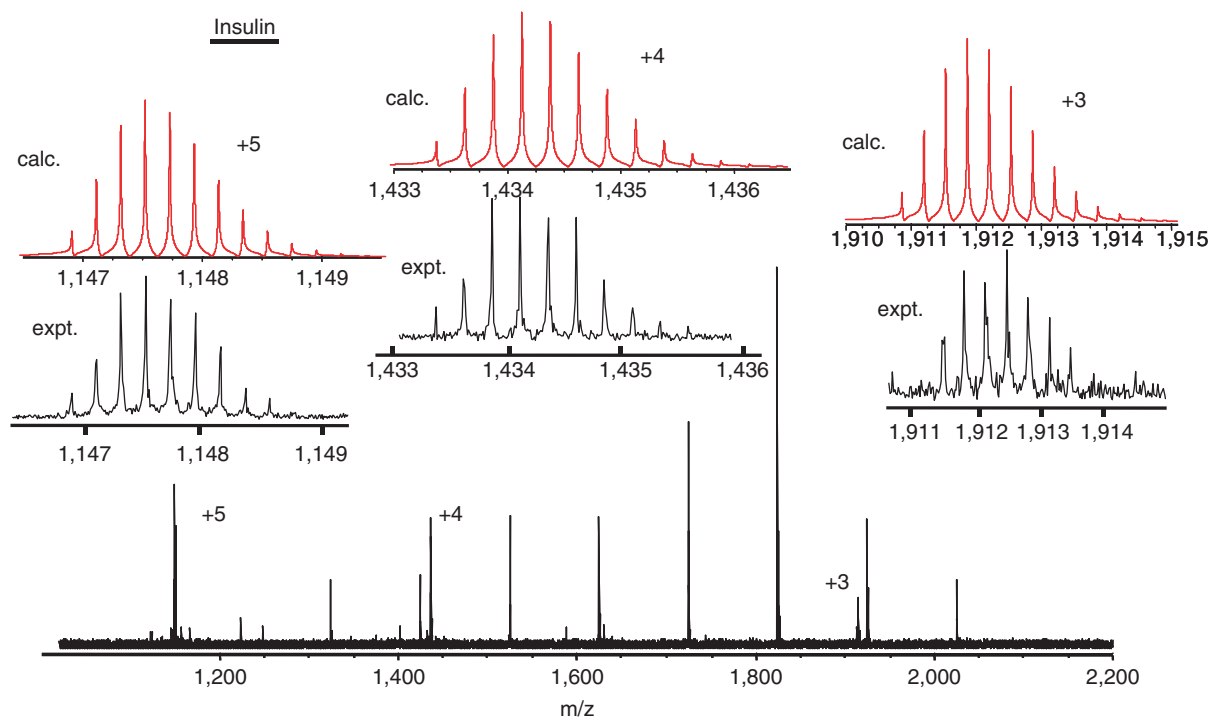 Insulin
calc.
+5
1,147 1,148 1,149
expt.
1,147 1,148 1,149
calc.
+4
1,433 1,434 1,435 1,436
expt.
1,433 1,434 1,435 1,436
calc.
+3
1,910 1,911 1,912 1,913 1,914 1,915
expt.
1,911 1,912 1,913 1,914
+5
+4
+3
1,200 1,400 1,600 1,800 2,000 2,200
m/z